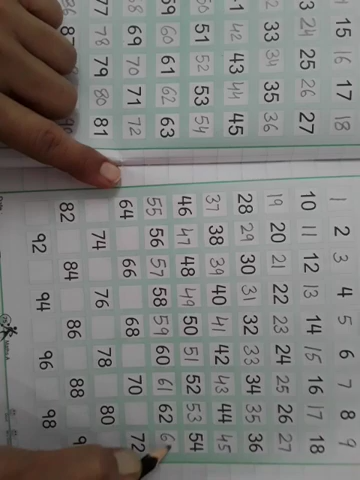 15 16 17 18
24 25 26 27
33 34 35 36
42 43 44 45
50 51 52 53 54
59 60 61 62 63
68 69 70 71 72
77 78 79 80 81
1 2 3 4 5 6 7 8 9
10 11 12 13 14 15 16 17 18
19 20 21 22 23 24 25 26 27
28 29 30 31 32 33 34 35 36
37 38 39 40 41 42 43 44 45
46 47 48 49 50 51 52 53 54
55 56 57 58 59 60 61 62 6
64 66 68 70 72
74 76 78 80
82 84 86 88 9
92 94 96 98